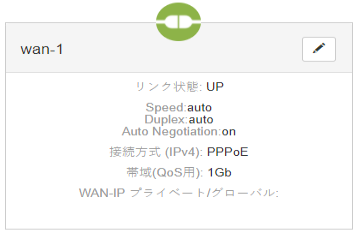 wan-1
リンク状態: UP
Speed:auto
Duplex:auto
Auto Negotiation:on
接続方式 (IPv4): PPPoE
帯域(QoS用): 1Gb
WAN-IP プライベート/グローバル: